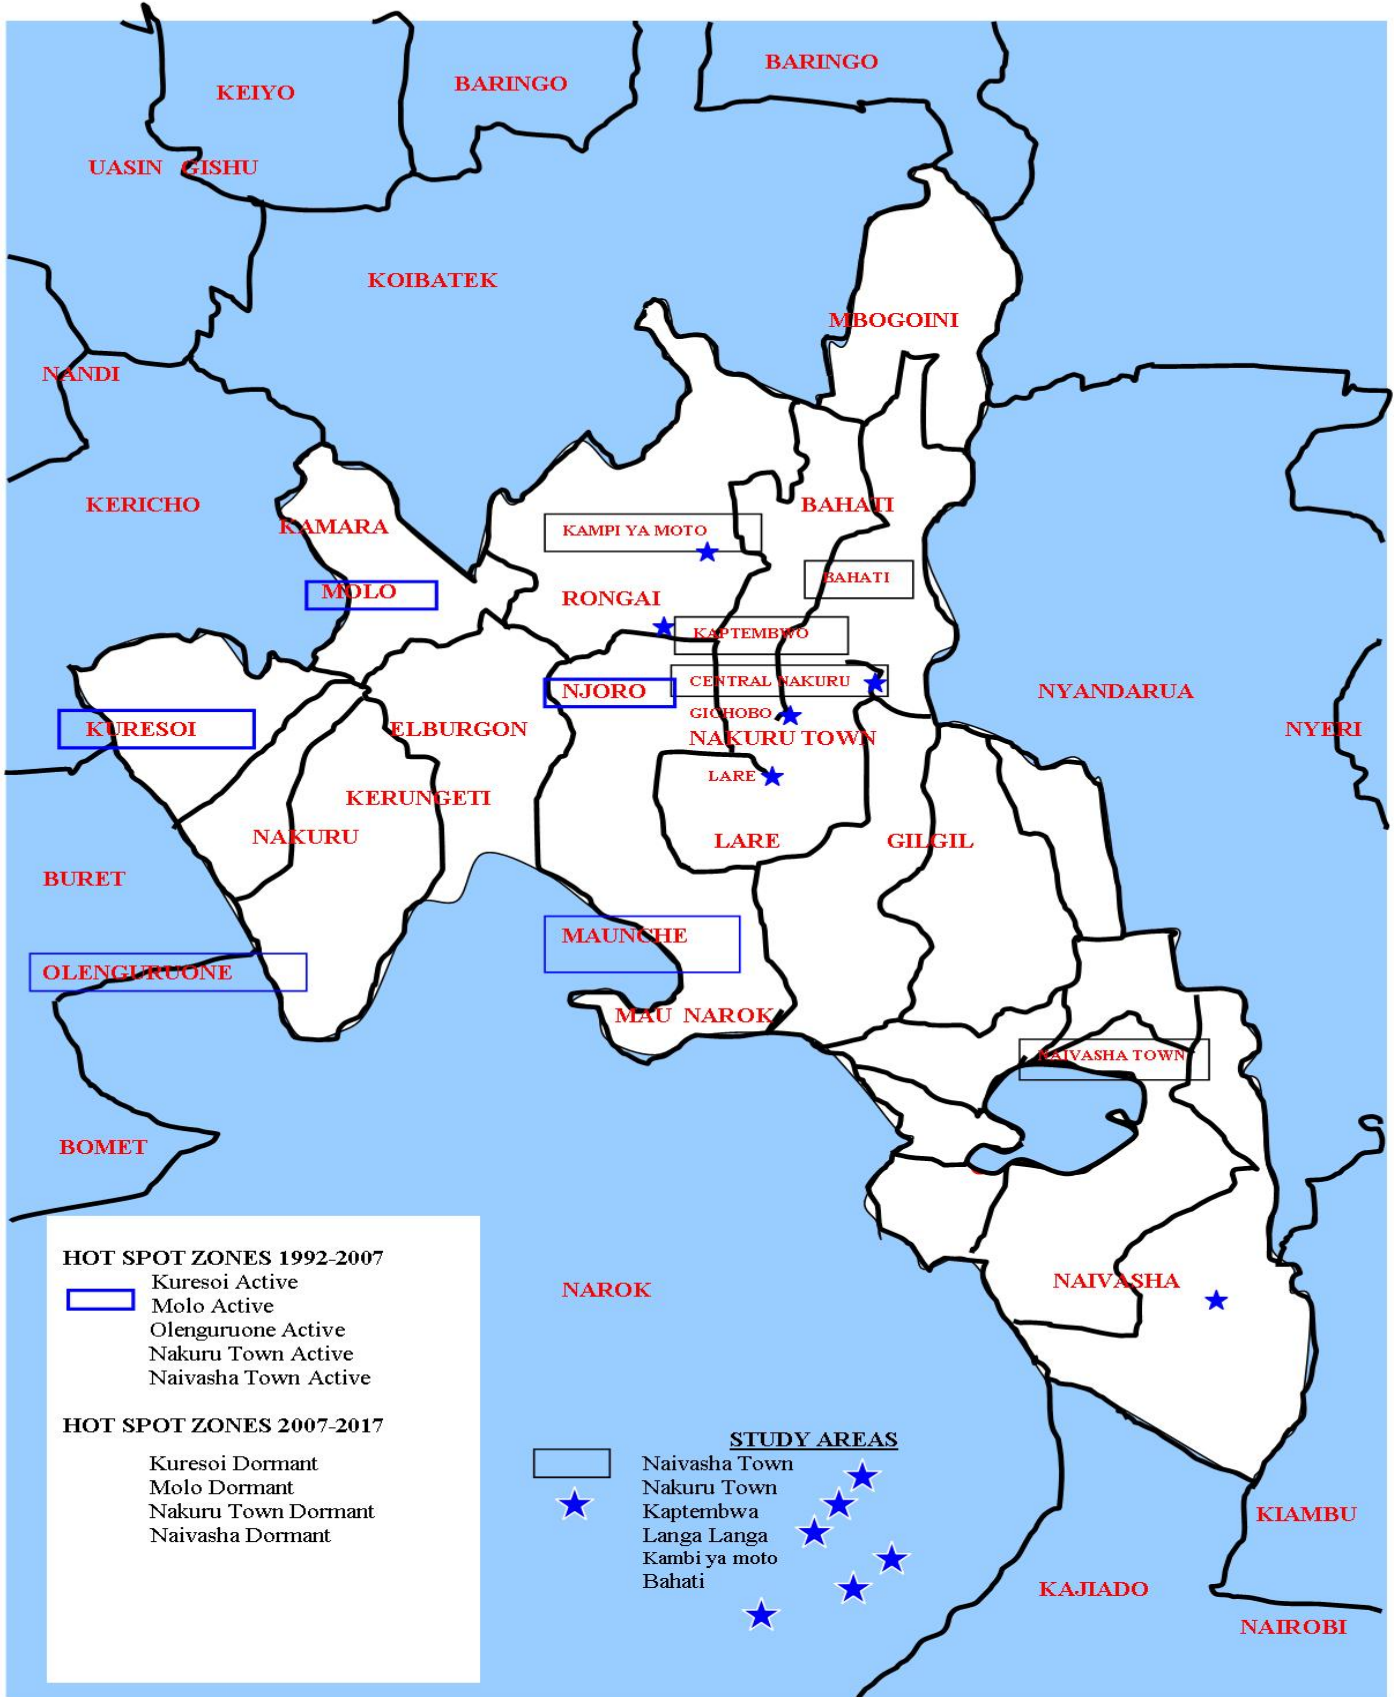 BARINGO
KEIYO
BARINGO
UASIN GISHU
KOIBATEK
MBOGOINI
NANDI
KERICHO
KAMARA
BAHATI
KAMPI YA MOTO
MOLO
RONGAI
BAHATI
KAPTEMBWO
CENTRAL NAKURU
NJORO
NYANDARUA
GICHOBO
KURESOI
ELBURGON
NAKURU TOWN
NYERI
LARE
KERUNGETI
NAKURU
LARE
GILGIL
BURET
MAUNCHE
OLENGURUONE
MAU NAROK
NAIVASHA TOWN
BOMET
NAROK
NAIVASHA
HOT SPOT ZONES 1992-2007
Kuresoi Active
Molo Active
Olenguruone Active
Nakuru Town Active
Naivasha Town Active
HOT SPOT ZONES 2007-2017
Kuresoi Dormant
Molo Dormant
Nakuru Town Dormant
Naivasha Dormant
STUDY AREAS
Naivasha Town
Nakuru Town
Kaptembwa
Langa Langa
Kambi ya moto
Bahati
KIAMBU
KAJIADO
NAIROBI